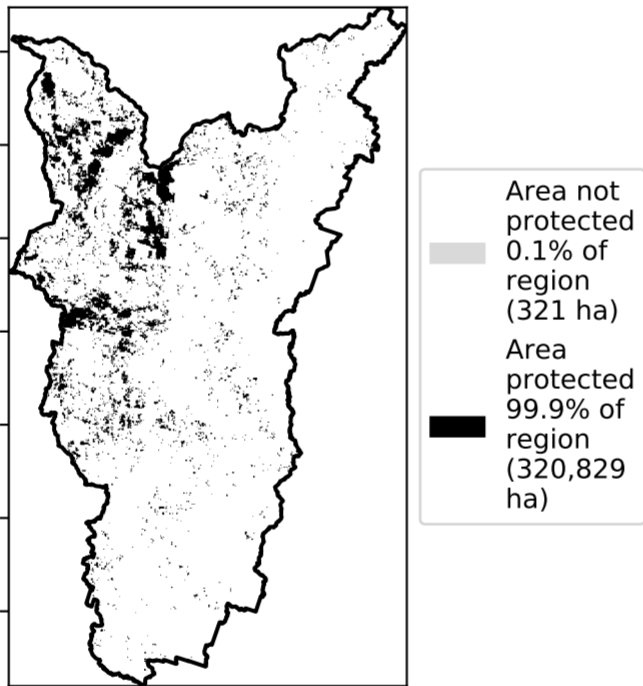 Area not
protected
0.1% of
region
(321 ha)
Area
protected
99.9% of
region
(320,829
ha)